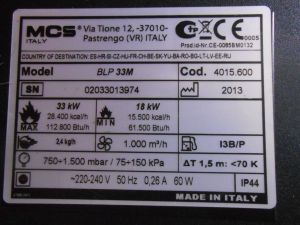 MCS Via Tione 12, -37010-
ITALY Pastrengo (VR) ITALY
0005
Prod.id-Nr.CE-0085BM0132
COUNTRY OF DESTINATION: ES-HR-SI-CZ-HU-FR-CH-BE-SK-YU-BA-RO-BG-LT-LV-EE-RU
Model BLP 33M Cod. 4015.600
SN 02033013974 2013
33 kW 18 kW
28.400 kcal/h 15.500 kcal/h
MAX 112.800 Btu/h MIN 61.500 Btu/h
2,4 kg/h 1.000 m³/h I3B/P
750÷1.500 mbar / 75÷150 kPa ΔT 1,5 m: <70 K
~220-240V 50 Hz 0,26 A 60 W IP44
MADE IN ITALY